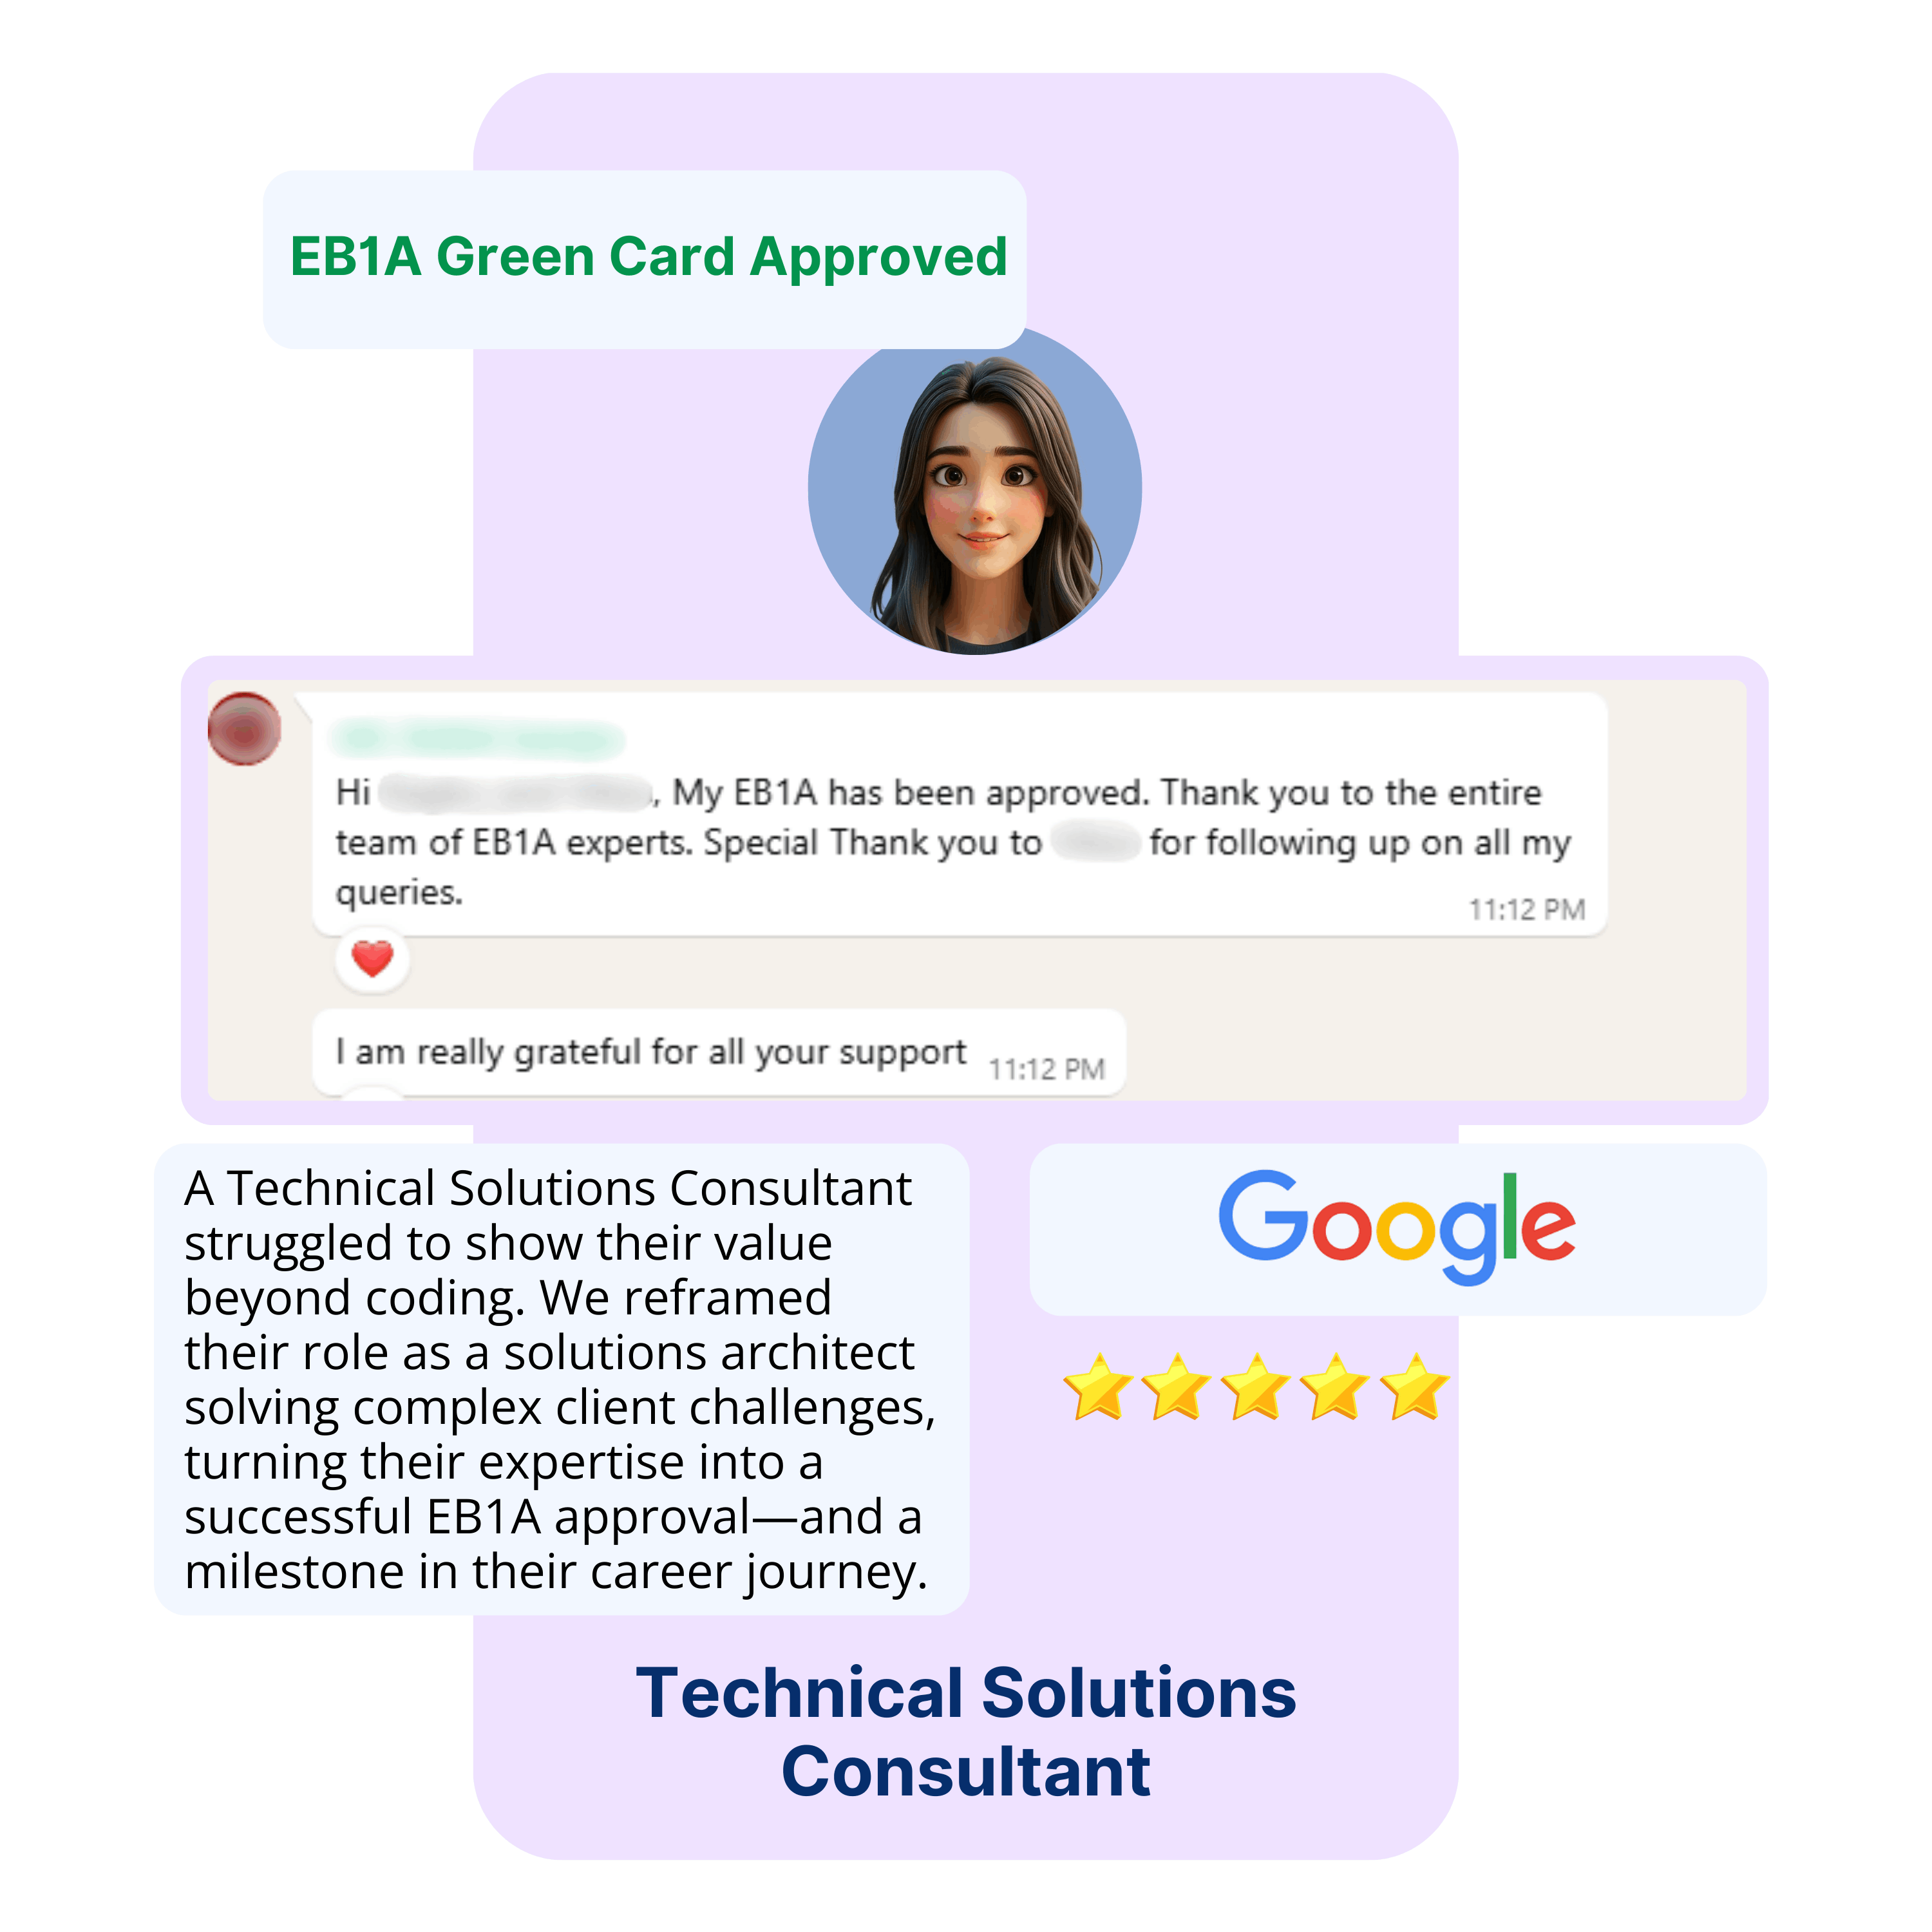 EB1A Green Card Approved
Hi , My EB1A has been approved. Thank you to the entire
team of EB1A experts. Special Thank you to for following up on all my
queries.
11:12 PM
I am really grateful for all your support 11:12 PM
A Technical Solutions Consultant
struggled to show their value
beyond coding. We reframed
their role as a solutions architect
solving complex client challenges,
turning their expertise into a
successful EB1A approval—and a
milestone in their career journey.
Google
Technical Solutions
Consultant